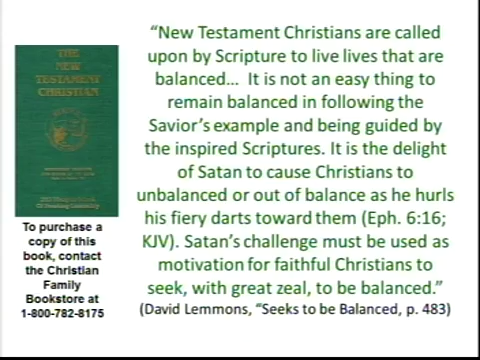 THE
NEW
TESTAMENT
CHRISTIAN
To purchase a
copy of this
book, contact
the Christian
Family
Bookstore at
1-800-782-8175
“New Testament Christians are called
upon by Scripture to live lives that are
balanced… It is not an easy thing to
remain balanced in following the
Savior’s example and being guided by
the inspired Scriptures. It is the delight
of Satan to cause Christians to
unbalanced or out of balance as he hurls
his fiery darts toward them (Eph. 6:16;
KJV). Satan’s challenge must be used as
motivation for faithful Christians to
seek, with great zeal, to be balanced.”
(David Lemmons, “Seeks to be Balanced, p. 483)